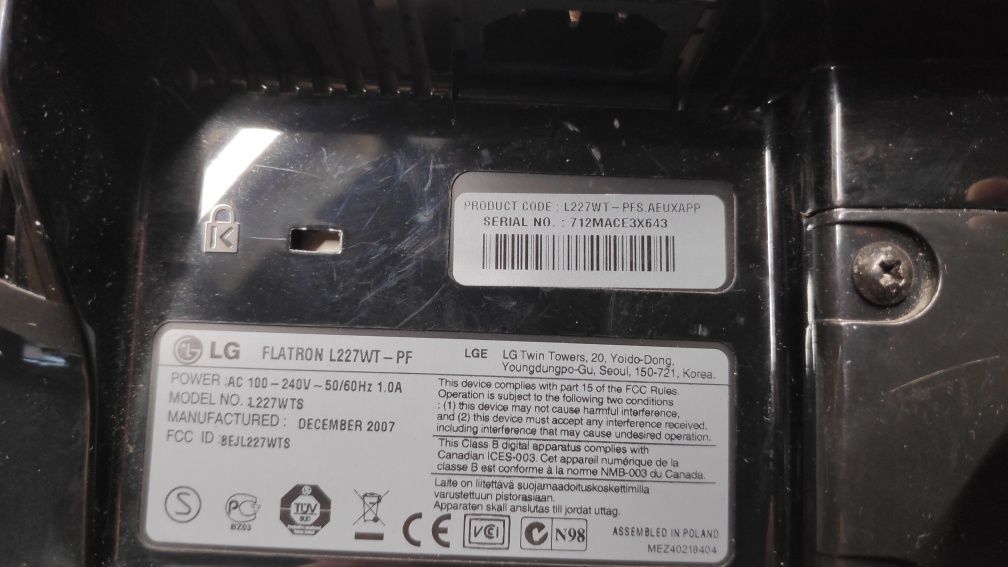 PRODUCT CODE : L227WT-PFS.AEUXAPP
SERIAL NO. : 712MACE3X643
LG FLATRON L227WT-PF
POWER :AC 100-240V ~ 50/60Hz 1.0A
MODEL NO. :L227WTS
MANUFACTURED : DECEMBER 2007
FCC ID :BEJL227WTS
LGE LG Twin Towers, 20, Yoido-Dong,
Youngdungpo-Gu, Seoul, 150-721, Korea.
This device complies with part 15 of the FCC Rules.
Operation is subject to the following two conditions
: (1) this device may not cause harmful interference,
and (2) this device must accept any interference received,
including interference that may cause undesired operation.
This Class B digital apparatus complies with
Canadian ICES-003. Cet appareil numérique de la
classe B est conforme à la norme NMB-003 du Canada.
Laite on liitettävä suojamaadoituskoskettimilla
varustettuun pistorasiaan.
Apparaten skall anslutas till jordat uttag.
S
PC
BZ03
TÜV
SÜD
CE
VCI
C N98
ASSEMBLED IN POLAND
MEZ40218404